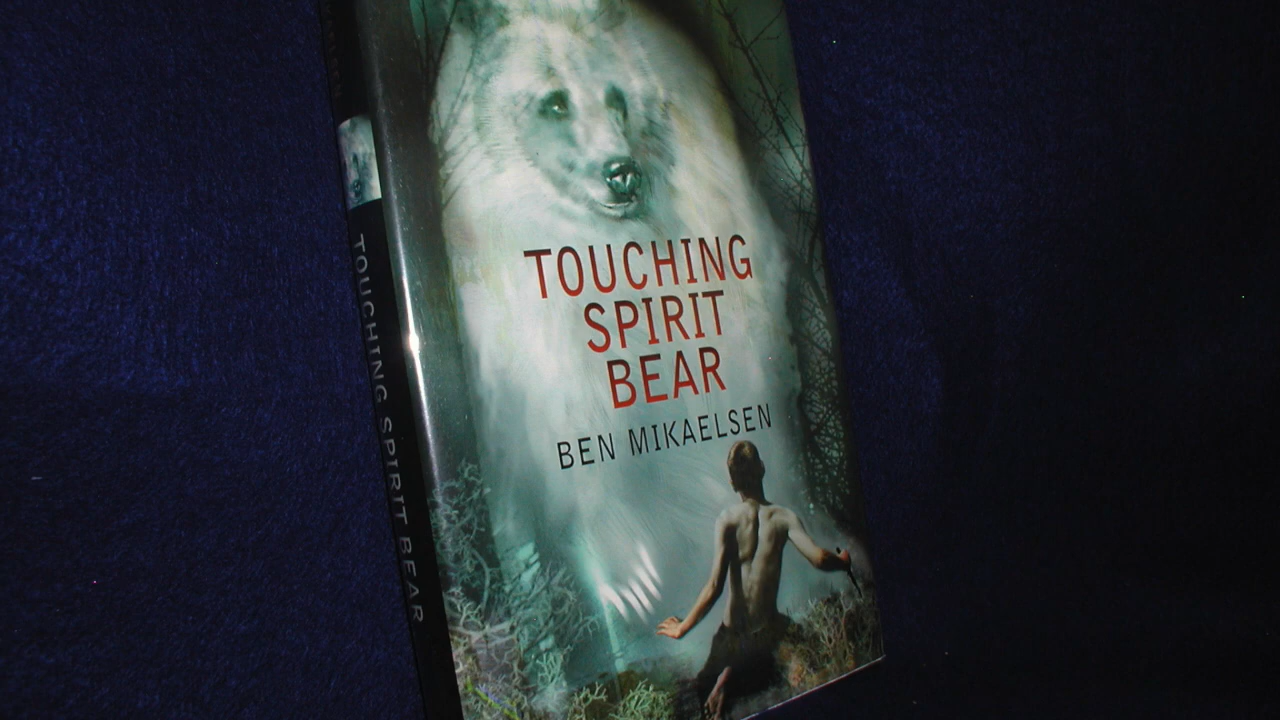 TOUCHING
SPIRIT
BEAR
BEN MIKAELSEN
TOUCHING SPIRIT BEAR